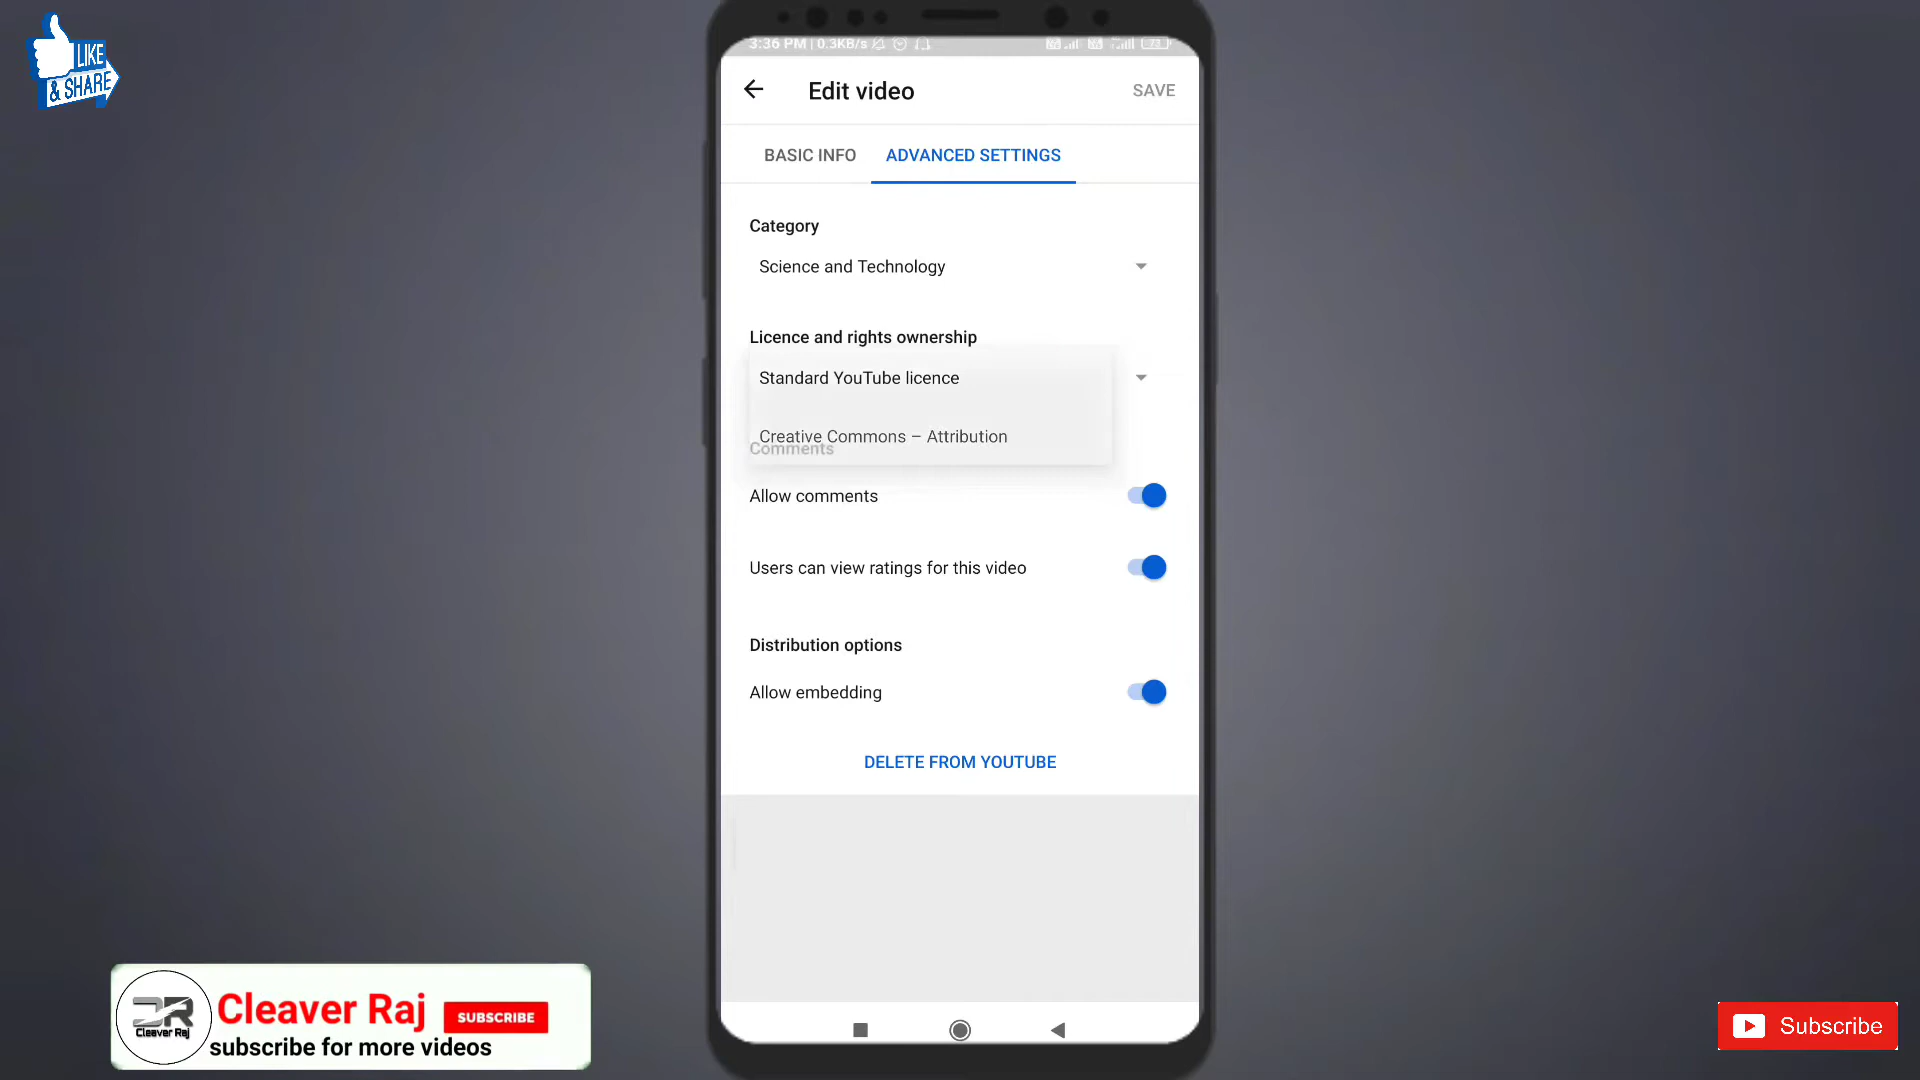 LIKE
& SHARE
3:36 PM | 0.3KB/s
Edit video
SAVE
BASIC INFO
ADVANCED SETTINGS
Category
Science and Technology
Licence and rights ownership
Standard YouTube licence
Creative Commons – Attribution
Comments
Allow comments
Users can view ratings for this video
Distribution options
Allow embedding
DELETE FROM YOUTUBE
Cleaver Raj
Cleaver Raj
SUBSCRIBE
subscribe for more videos
Subscribe